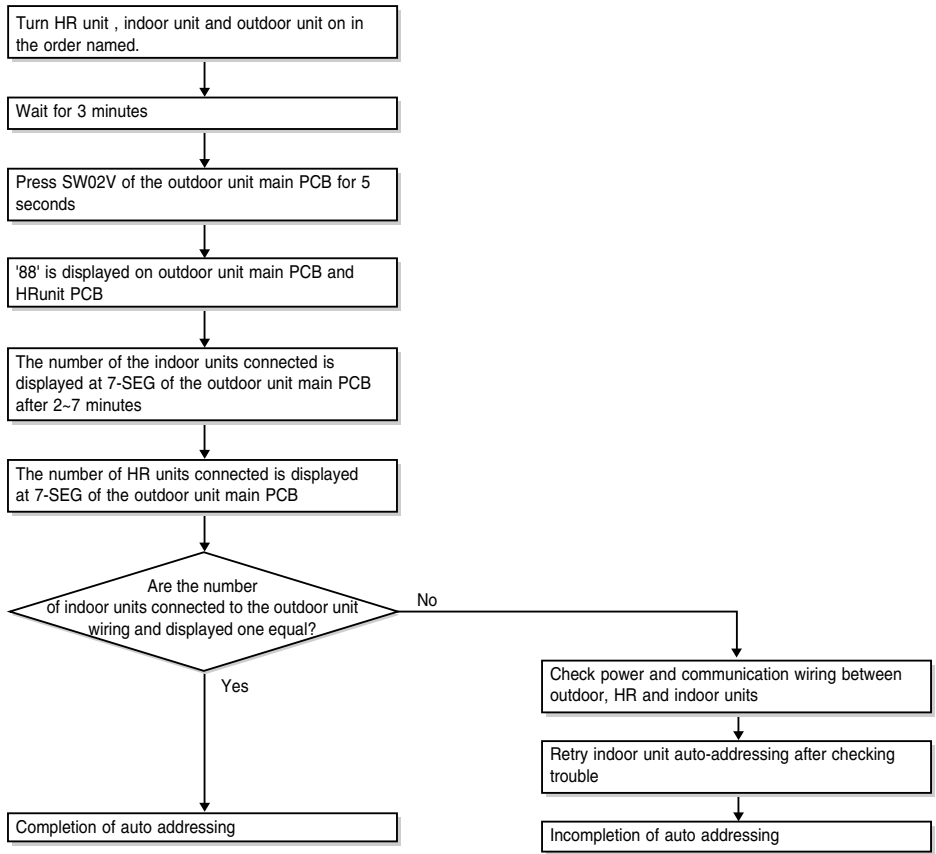 Turn HR unit , indoor unit and outdoor unit on in
the order named.
Wait for 3 minutes
Press SW02V of the outdoor unit main PCB for 5
seconds
'88' is displayed on outdoor unit main PCB and
HRunit PCB
The number of the indoor units connected is
displayed at 7-SEG of the outdoor unit main PCB
after 2~7 minutes
The number of HR units connected is displayed
at 7-SEG of the outdoor unit main PCB
Are the number
of indoor units connected to the outdoor unit
wiring and displayed one equal?
No
Yes
Check power and communication wiring between
outdoor, HR and indoor units
Retry indoor unit auto-addressing after checking
trouble
Completion of auto addressing
Incompletion of auto addressing